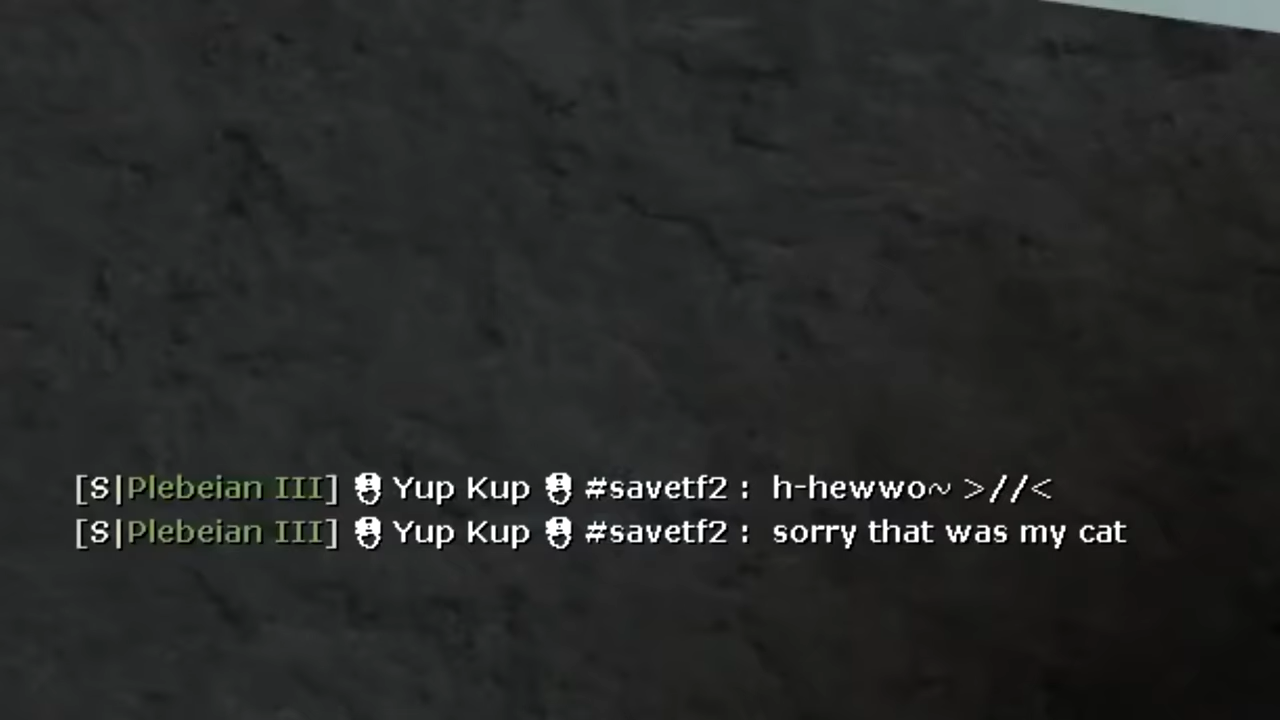 [S|Plebeian III] ☃ Yup Kup ☃ #savetf2 :  h-hewwo~ >//<
[S|Plebeian III] ☃ Yup Kup ☃ #savetf2 :  sorry that was my cat